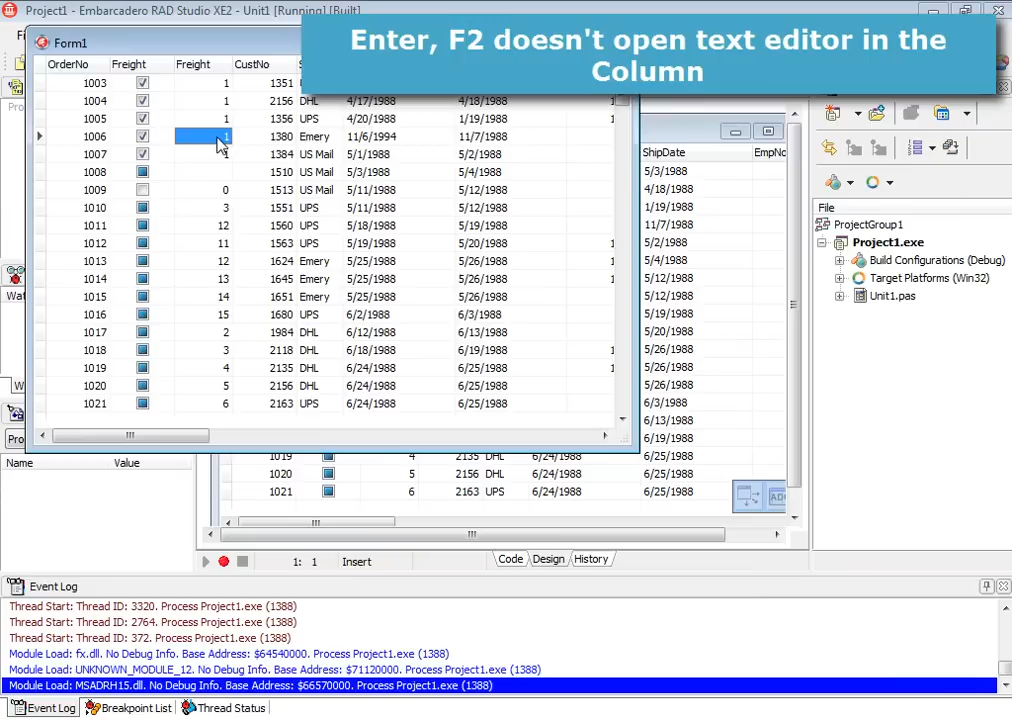 Project1 - Embarcadero RAD Studio XE2 - Unit1 [Running] [Built]
Enter, F2 doesn't open text editor in the
Column
Form1
OrderNo Freight Freight CustNo
1003 1 1351
1004 1 2156 DHL 4/17/1988 4/18/1988
1005 1 1356 UPS 4/20/1988 1/19/1988
1006 1 1380 Emery 11/6/1994 11/7/1988
1007 1 1384 US Mail 5/1/1988 5/2/1988
1008 1510 US Mail 5/3/1988 5/4/1988
1009 0 1513 US Mail 5/11/1988 5/12/1988
1010 3 1551 UPS 5/11/1988 5/12/1988
1011 12 1560 UPS 5/18/1988 5/19/1988
1012 11 1563 UPS 5/19/1988 5/20/1988 1
1013 12 1624 Emery 5/25/1988 5/26/1988 1
1014 13 1645 Emery 5/25/1988 5/26/1988 1
1015 14 1651 Emery 5/25/1988 5/26/1988
1016 15 1680 UPS 6/2/1988 6/3/1988
1017 2 1984 DHL 6/12/1988 6/13/1988
1018 3 2118 DHL 6/18/1988 6/19/1988 1
1019 4 2135 DHL 6/24/1988 6/25/1988 1
1020 5 2156 DHL 6/24/1988 6/25/1988
1021 6 2163 UPS 6/24/1988 6/25/1988
ShipDate EmpNo
5/3/1988
4/18/1988
1/19/1988
11/7/1988
5/2/1988
5/4/1988
5/12/1988
5/12/1988
5/19/1988
5/20/1988
5/26/1988
5/26/1988
5/26/1988
6/3/1988
6/13/1988
6/19/1988
1019 4 2135 DHL 6/24/1988 6/25/1988
1020 5 2156 DHL 6/24/1988 6/25/1988
1021 6 2163 UPS 6/24/1988 6/25/1988
File
ProjectGroup1
Project1.exe
Build Configurations (Debug)
Target Platforms (Win32)
Unit1.pas
Pro
Wat
W
Pro
Name Value
1: 1 Insert
Code Design History
Event Log
Thread Start: Thread ID: 3320. Process Project1.exe (1388)
Thread Start: Thread ID: 2764. Process Project1.exe (1388)
Thread Start: Thread ID: 372. Process Project1.exe (1388)
Module Load: fx.dll. No Debug Info. Base Address: $64540000. Process Project1.exe (1388)
Module Load: UNKNOWN_MODULE_12. No Debug Info. Base Address: $71120000. Process Project1.exe (1388)
Module Load: MSADRH15.dll. No Debug Info. Base Address: $66570000. Process Project1.exe (1388)
Event Log Breakpoint List Thread Status